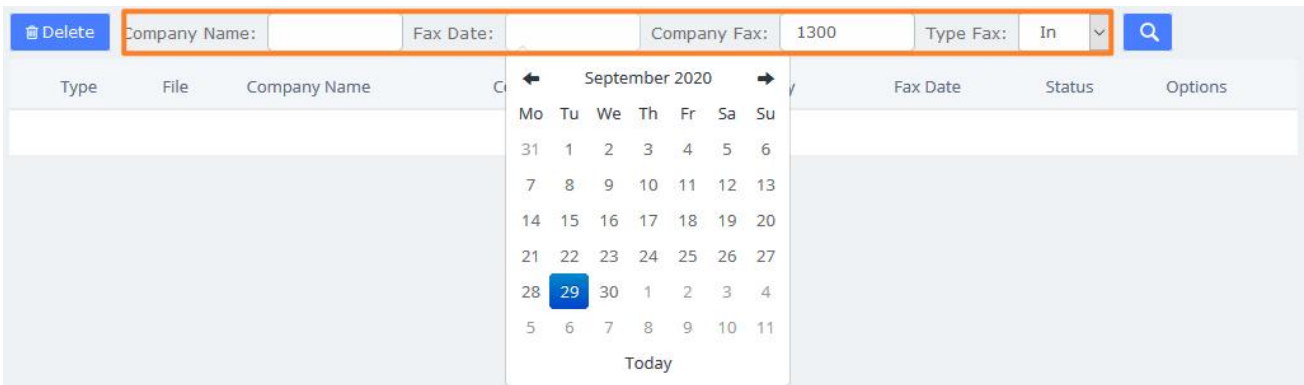 Delete Company Name: Fax Date: Company Fax: 1300 Type Fax: In
Type File Company Name Fax Date Status Options
September 2020
Mo Tu We Th Fr Sa Su
31 1 2 3 4 5 6
7 8 9 10 11 12 13
14 15 16 17 18 19 20
21 22 23 24 25 26 27
28 29 30 1 2 3 4
5 6 7 8 9 10 11
Today